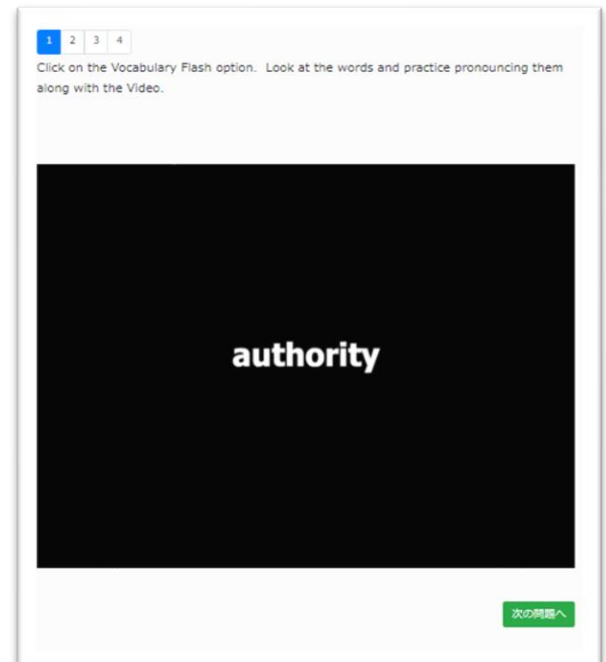 1 2 3 4
Click on the Vocabulary Flash option. Look at the words and practice pronouncing them
along with the Video.
authority
次の問題へ